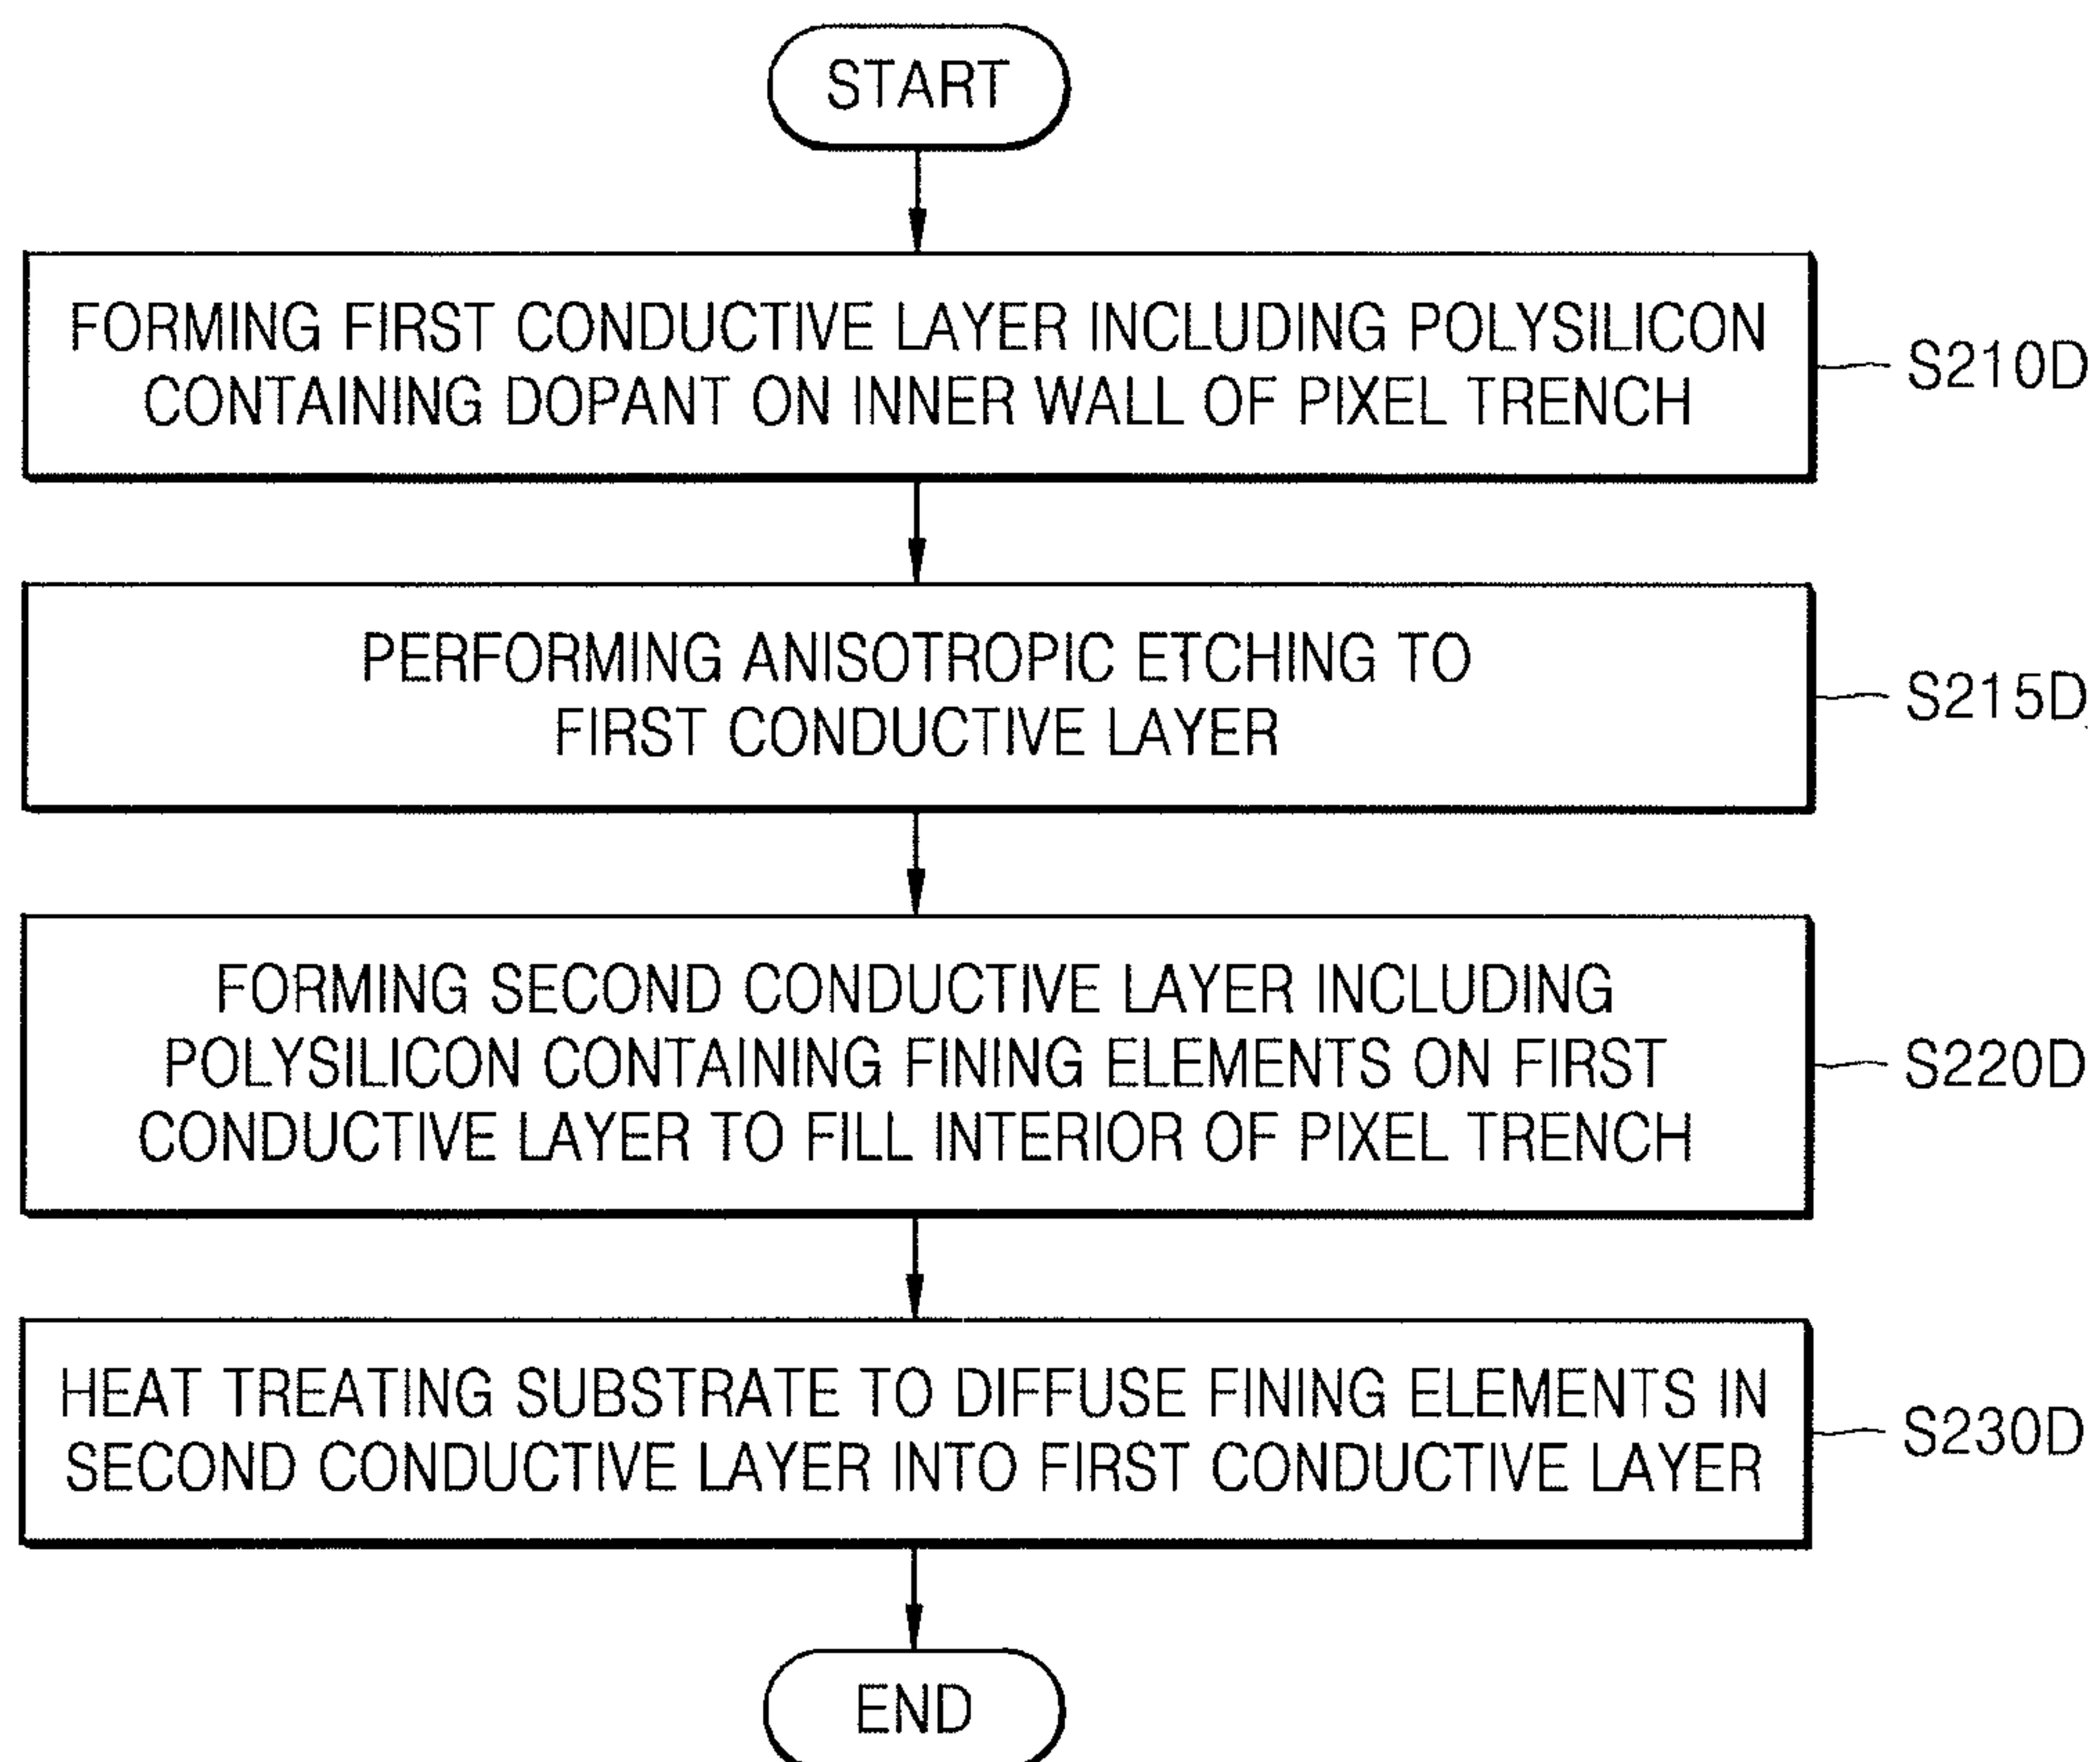 START
FORMING FIRST CONDUCTIVE LAYER INCLUDING POLYSILICON
CONTAINING DOPANT ON INNER WALL OF PIXEL TRENCH
S210D
PERFORMING ANISOTROPIC ETCHING TO
FIRST CONDUCTIVE LAYER
S215D
FORMING SECOND CONDUCTIVE LAYER INCLUDING
POLYSILICON CONTAINING FINING ELEMENTS ON FIRST
CONDUCTIVE LAYER TO FILL INTERIOR OF PIXEL TRENCH
S220D
HEAT TREATING SUBSTRATE TO DIFFUSE FINING ELEMENTS IN
SECOND CONDUCTIVE LAYER INTO FIRST CONDUCTIVE LAYER
S230D
END